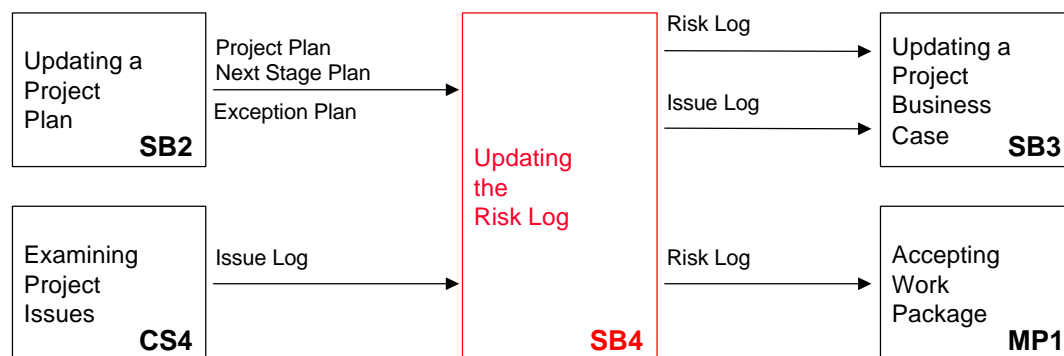 Updating a
Project
Plan
SB2
Project Plan
Next Stage Plan
Exception Plan
Examining
Project
Issues
CS4
Issue Log
Updating
the
Risk Log
SB4
Risk Log
Issue Log
Updating a
Project
Business
Case
SB3
Risk Log
Accepting
Work
Package
MP1